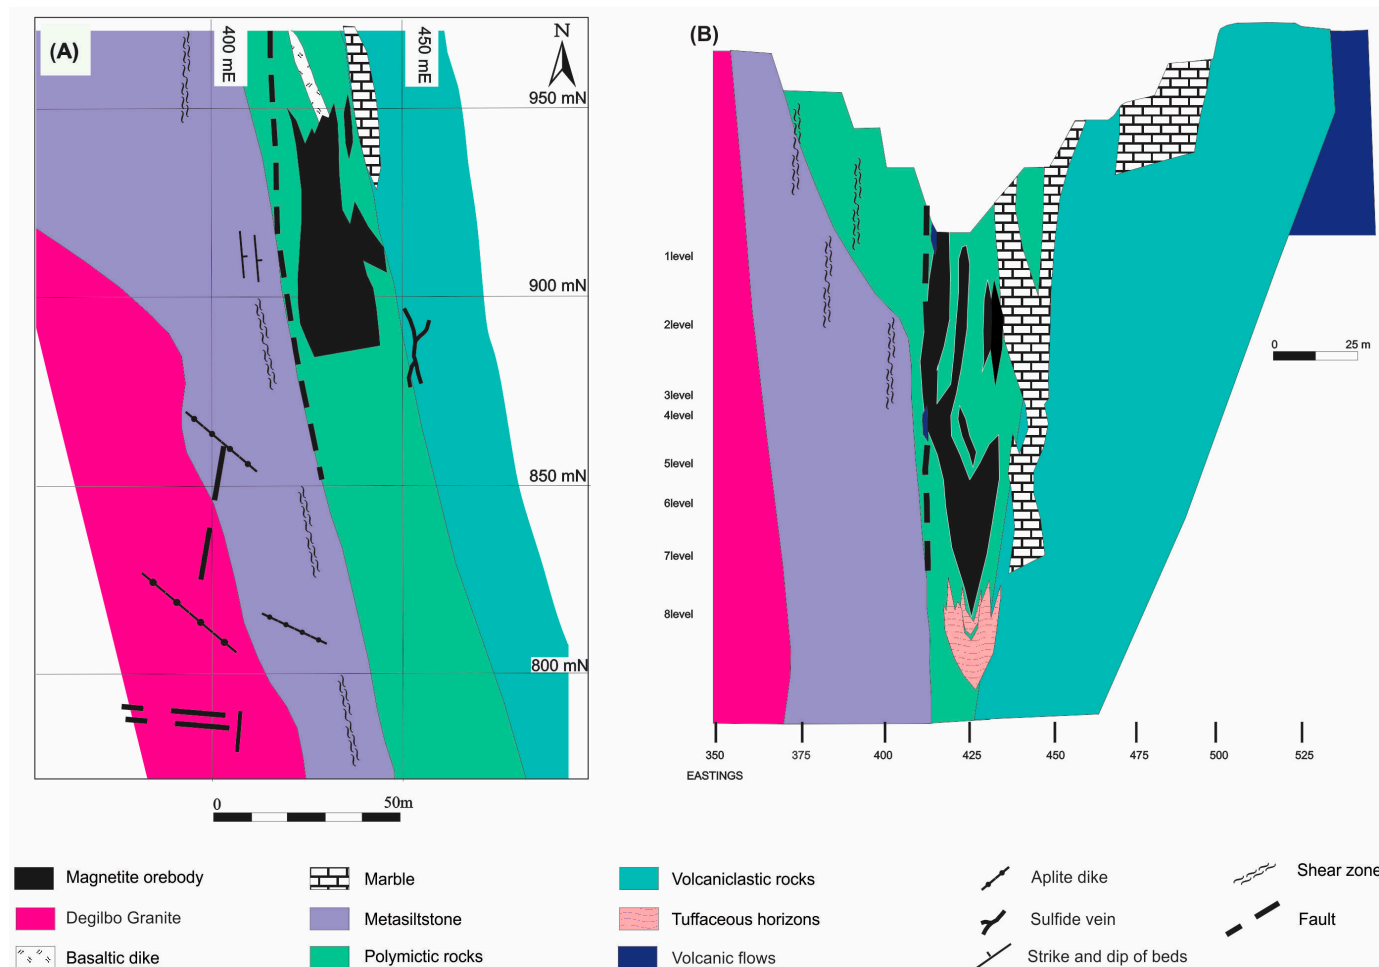 (A)
400 mE
450 mE
N
950 mN
900 mN
850 mN
800 mN
0 50m
(B)
1level
2level
3level
4level
5level
6level
7level
8level
0 25 m
350 375 400 425 450 475 500 525
EASTINGS
Magnetite orebody
Marble
Volcaniclastic rocks
Aplite dike
Shear zone
Degilbo Granite
Metasiltstone
Tuffaceous horizons
Sulfide vein
Fault
Basaltic dike
Polymictic rocks
Volcanic flows
Strike and dip of beds